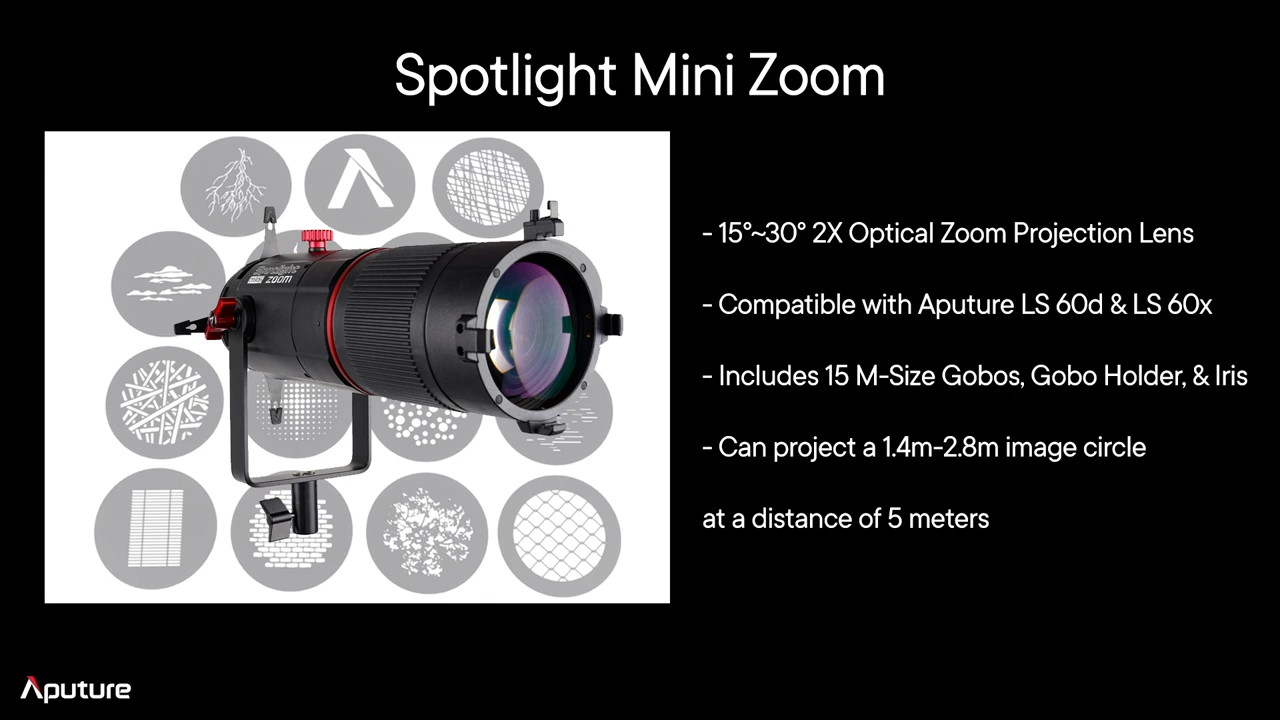 Spotlight Mini Zoom
Spotlight
mini zoom
- 15°~30° 2X Optical Zoom Projection Lens
- Compatible with Aputure LS 60d & LS 60x
- Includes 15 M-Size Gobos, Gobo Holder, & Iris
- Can project a 1.4m-2.8m image circle
at a distance of 5 meters
Aputure